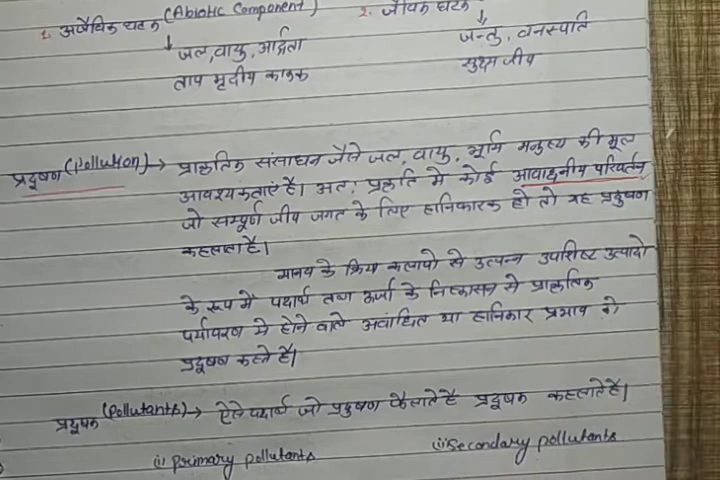 1. अजैविक घटक (Abiotic Component) 2. जैविक घटक
↓ जल, वायु, आर्द्रता ↓ जन्तु, वनस्पति
ताप मृदीय कारक सुक्ष्म जीव
प्रदूषण (Pollution) → प्राकृतिक संसाधन जैसे जल, वायु, भूमि मनुष्य की मूल
आवश्यकताएं है। अतः प्रकृति मे कोई अवांछनीय परिवर्तन
जो सम्पूर्ण जीव जगत के लिए हानिकारक हो तो वह प्रदुषण
कहलाता है।
मानव के क्रिया कलापो से उत्पन्न उपशिष्ट उत्पादो
के रूप में पदार्थ तथा ऊर्जा के निष्कासन से प्राकृतिक
पर्यावरण मे होने वाले अवांछित या हानिकार प्रभाव को
प्रदूषण कहते है।
प्रदूषक (Pollutants) → ऐसे पदार्थ जो प्रदुषण फैलाते है प्रदूषक कहलाते है।
(i) Primary pollutants (ii) Secondary pollutants